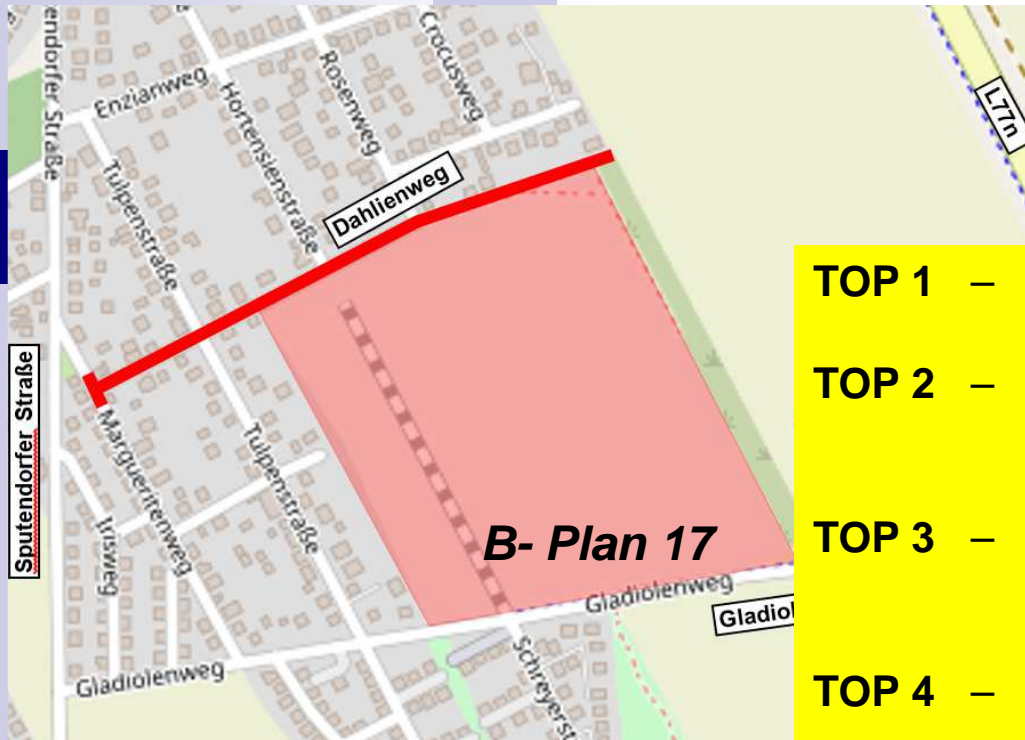 endorfer Straße
Enzianweg
Hortensienstraße
Rosenweg
Crocusweg
L77n
Tulpenstraße
Dahlienweg
Sputendorfer Straße
Margueritenweg
Tulpenstraße
Irisweg
B- Plan 17
Gladiolenweg
Gladiol
Gladiolenweg
Schreyerst
TOP 1 –
TOP 2 –
TOP 3 –
TOP 4 –